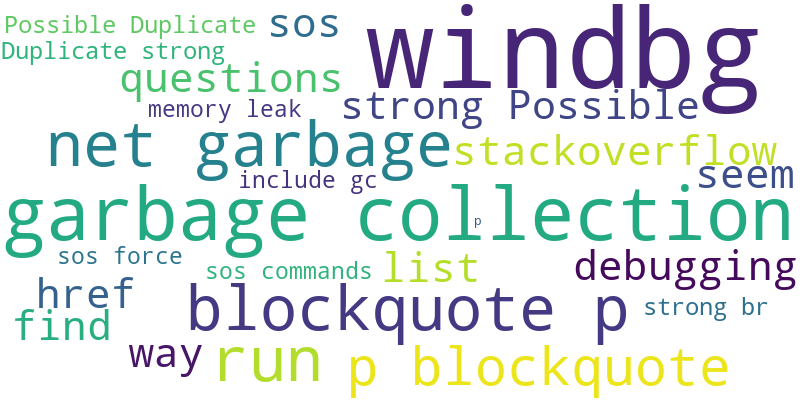 Possible Duplicate
sos
windbg
Duplicate strong
questions
memory leak
strong Possible
net garbage
stackoverflow
include gc
seem
garbage collection
p
sos force
sos commands
list
debugging
href
blockquote p
strong br
find
way
run
p blockquote